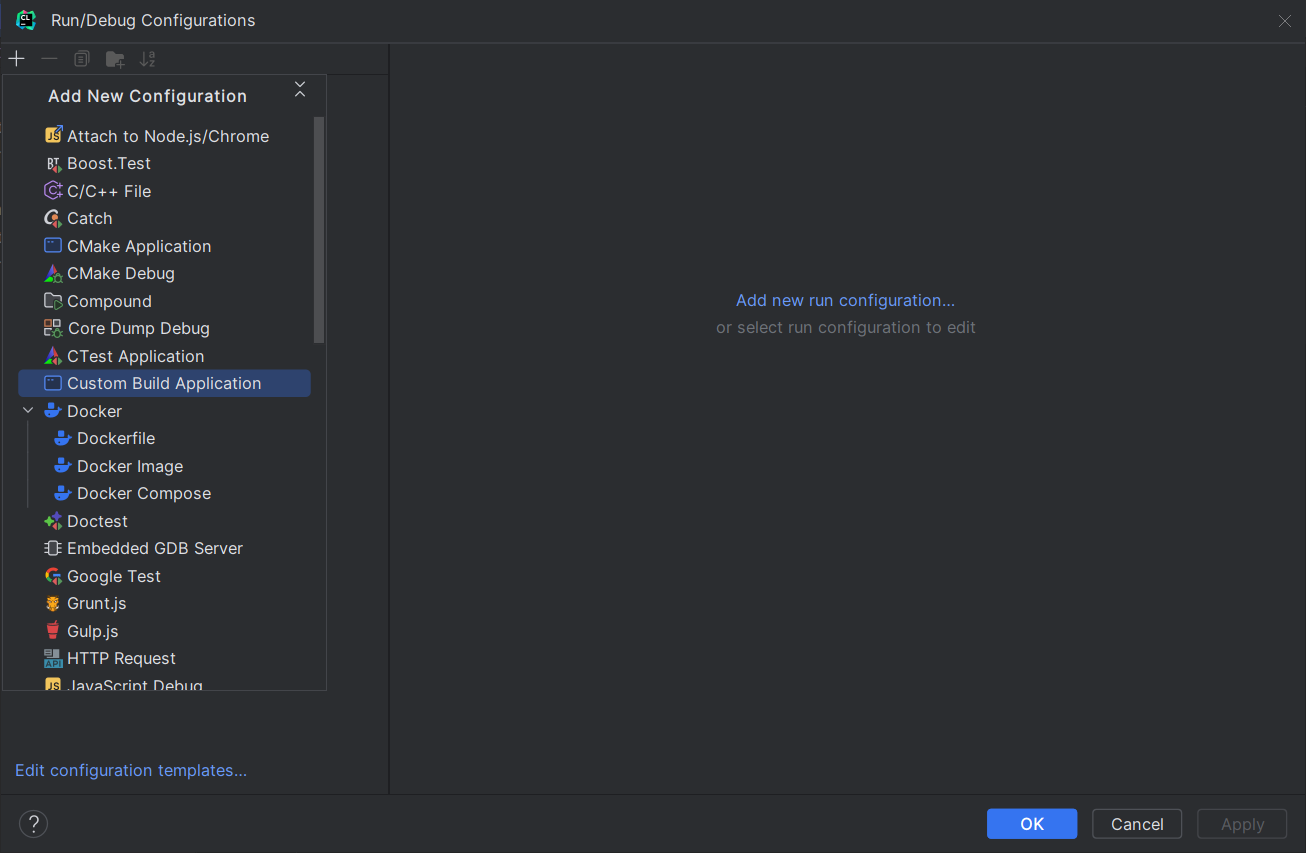 Run/Debug Configurations
Add New Configuration
Attach to Node.js/Chrome
Boost.Test
C/C++ File
Catch
CMake Application
CMake Debug
Compound
Core Dump Debug
CTest Application
Custom Build Application
Docker
Dockerfile
Docker Image
Docker Compose
Doctest
Embedded GDB Server
Google Test
Grunt.js
Gulp.js
HTTP Request
JavaScript Debug
Add new run configuration...
or select run configuration to edit
Edit configuration templates...
? OK Cancel Apply